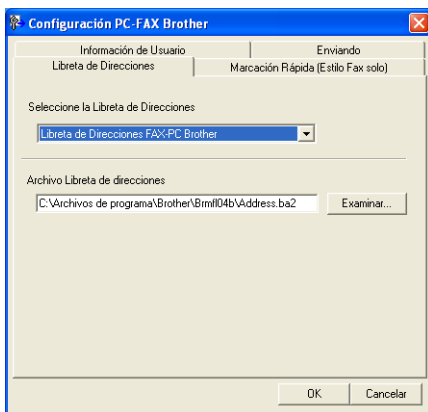 Configuración PC-FAX Brother
Información de Usuario
Enviando
Libreta de Direcciones
Marcación Rápida (Estilo Fax solo)
Seleccione la Libreta de Direcciones
Libreta de Direcciones FAX-PC Brother
Archivo Libreta de direcciones
C:\Archivos de programa\Brother\Brmfl04b\Address.ba2
Examinar...
OK
Cancelar